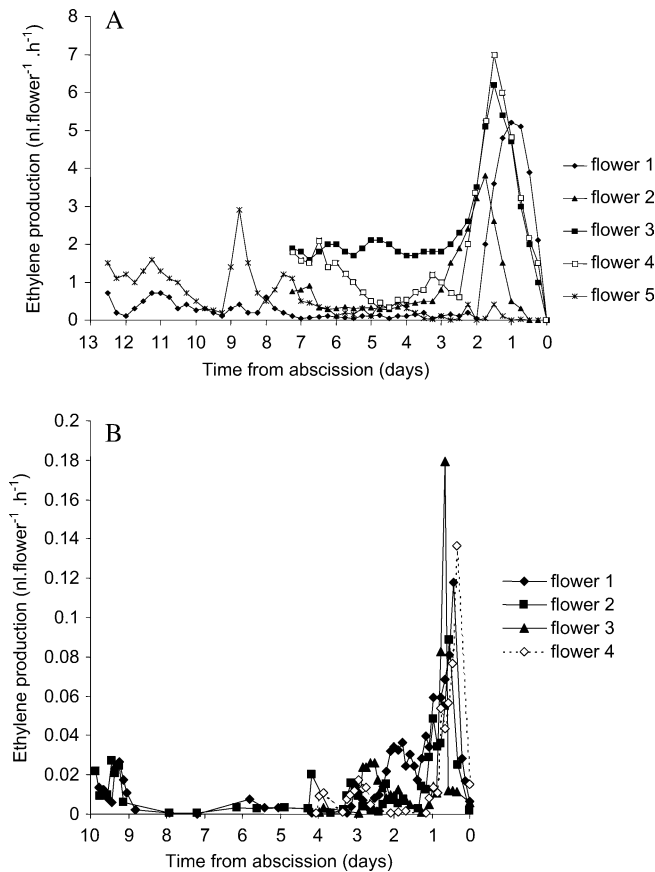 A
Ethylene production (nl.flower⁻¹ .h⁻¹)
8
7
6
5
4
3
2
1
0
13 12 11 10 9 8 7 6 5 4 3 2 1 0
Time from abscission (days)
flower 1
flower 2
flower 3
flower 4
flower 5
B
Ethylene production (nl.flower⁻¹ .h⁻¹)
0.2
0.18
0.16
0.14
0.12
0.1
0.08
0.06
0.04
0.02
0
10 9 8 7 6 5 4 3 2 1 0
Time from abscission (days)
flower 1
flower 2
flower 3
flower 4